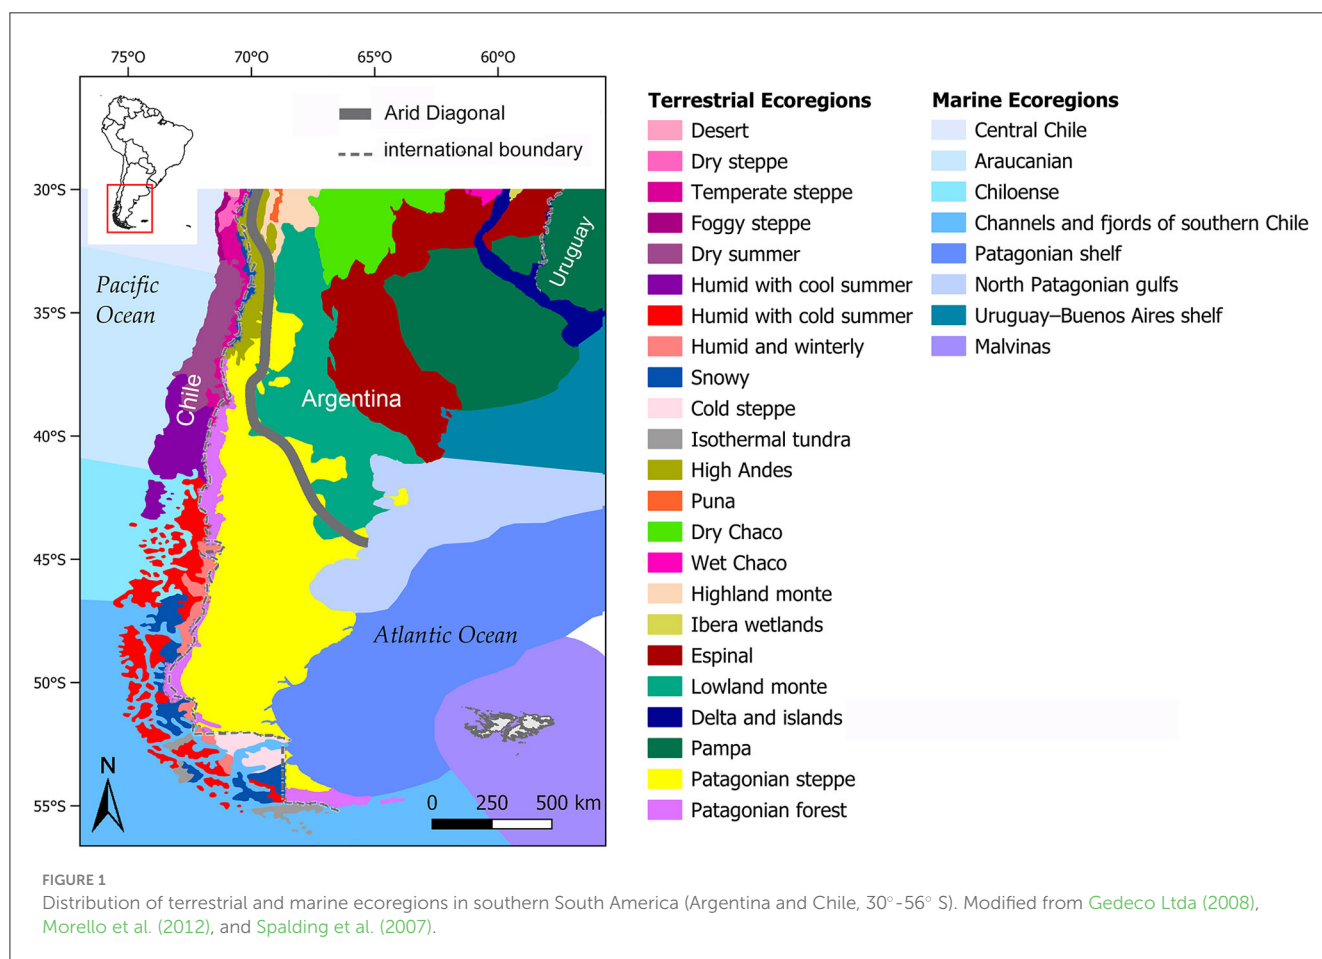 75°O 70°O 65°O 60°O
Arid Diagonal
international boundary
30°S
35°S
40°S
45°S
50°S
55°S
Pacific
Ocean
Uruguay
Chile
Argentina
Atlantic Ocean
N
0 250 500 km
Terrestrial Ecoregions
Desert
Dry steppe
Temperate steppe
Foggy steppe
Dry summer
Humid with cool summer
Humid with cold summer
Humid and winterly
Snowy
Cold steppe
Isothermal tundra
High Andes
Puna
Dry Chaco
Wet Chaco
Highland monte
Ibera wetlands
Espinal
Lowland monte
Delta and islands
Pampa
Patagonian steppe
Patagonian forest
Marine Ecoregions
Central Chile
Araucanian
Chiloense
Channels and fjords of southern Chile
Patagonian shelf
North Patagonian gulfs
Uruguay–Buenos Aires shelf
Malvinas
FIGURE 1
Distribution of terrestrial and marine ecoregions in southern South America (Argentina and Chile, 30°-56° S). Modified from Gedeco Ltda (2008),
Morello et al. (2012), and Spalding et al. (2007).